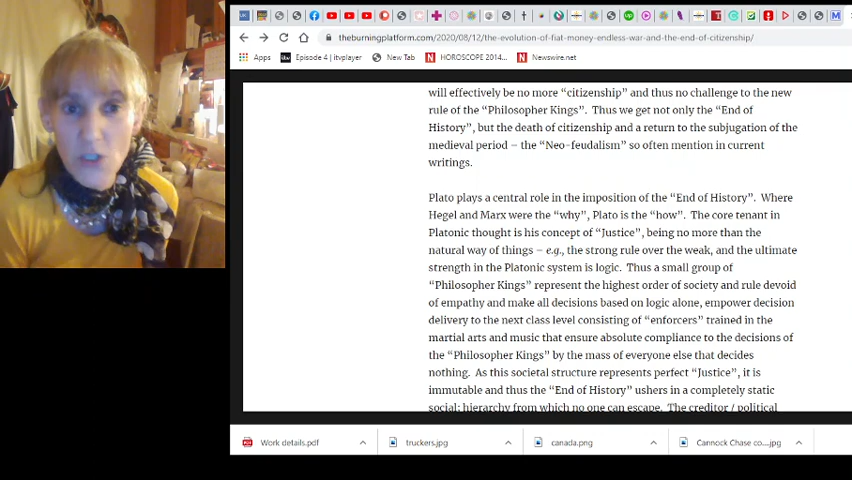 theburningplatform.com/2020/08/12/the-evolution-of-fiat-money-endless-war-and-the-end-of-citizenship/
Apps
itv
Episode 4 | itvplayer
New Tab
HOROSCOPE 2014...
Newswire.net
will effectively be no more “citizenship” and thus no challenge to the new
rule of the “Philosopher Kings”. Thus we get not only the “End of
History”, but the death of citizenship and a return to the subjugation of the
medieval period – the “Neo-feudalism” so often mention in current
writings.
Plato plays a central role in the imposition of the “End of History”. Where
Hegel and Marx were the “why”, Plato is the “how”. The core tenant in
Platonic thought is his concept of “Justice”, being no more than the
natural way of things – e.g., the strong rule over the weak, and the ultimate
strength in the Platonic system is logic. Thus a small group of
“Philosopher Kings” represent the highest order of society and rule devoid
of empathy and make all decisions based on logic alone, empower decision
delivery to the next class level consisting of “enforcers” trained in the
martial arts and music that ensure absolute compliance to the decisions of
the “Philosopher Kings” by the mass of everyone else that decides
nothing. As this societal structure represents perfect “Justice”, it is
immutable and thus the “End of History” ushers in a completely static
social; hierarchy from which no one can escape. The creditor / political
Work details.pdf
truckers.jpg
canada.png
Cannock Chase co....jpg